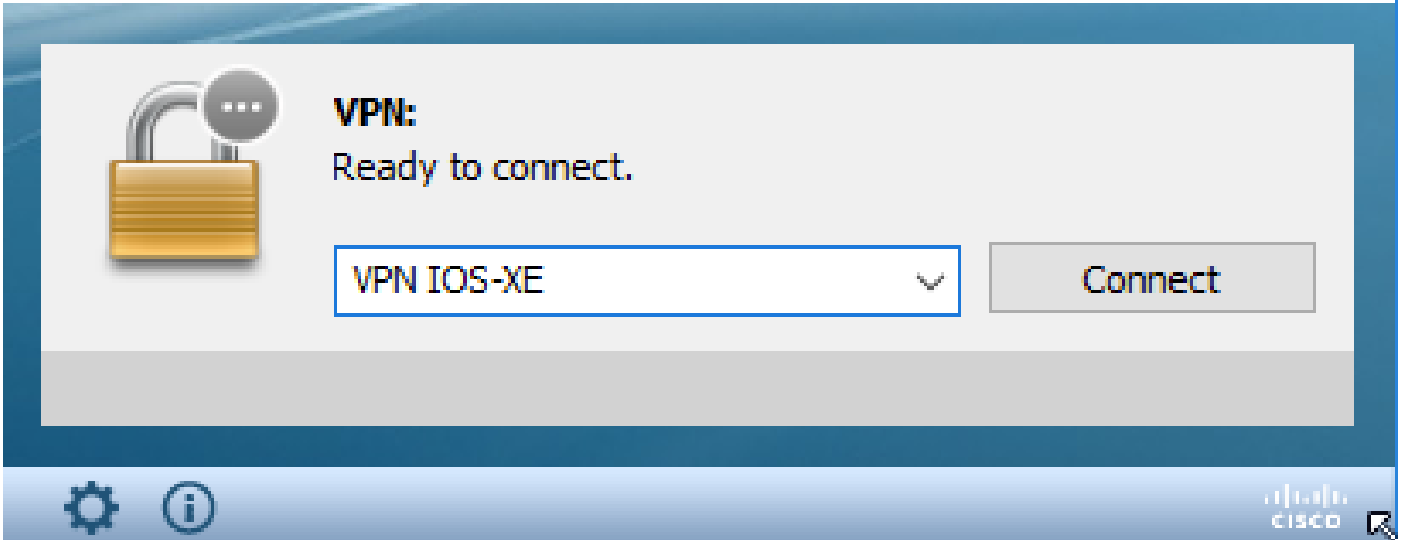 VPN:
Ready to connect.
VPN IOS-XE
Connect
CISCO